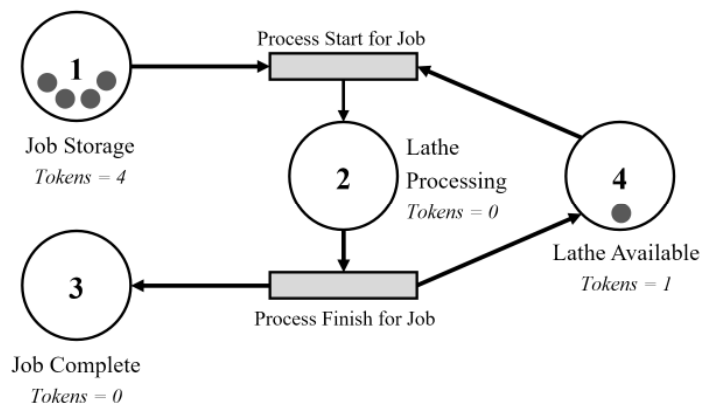 Process Start for Job
1
Job Storage
Tokens = 4
2
Lathe
Processing
Tokens = 0
4
Lathe Available
Tokens = 1
3
Job Complete
Tokens = 0
Process Finish for Job